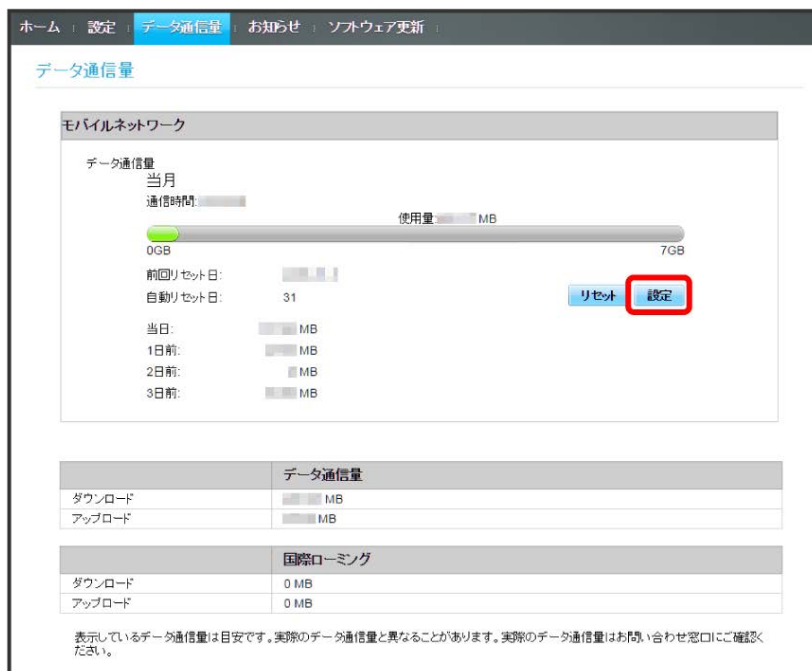 ホーム 設定 データ通信量 お知らせ ソフトウェア更新
データ通信量
モバイルネットワーク
データ通信量
当月
通信時間:
使用量: MB
0GB 7GB
前回リセット日:
自動リセット日: 31
リセット 設定
当日: MB
1日前: MB
2日前: MB
3日前: MB
データ通信量
ダウンロード MB
アップロード MB
国際ローミング
ダウンロード 0 MB
アップロード 0 MB
表示しているデータ通信量は目安です。実際のデータ通信量と異なることがあります。実際のデータ通信量はお問い合わせ窓口にご確認く
ださい。